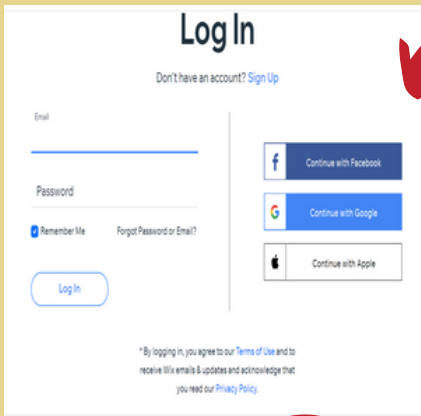 Log In
Don't have an account? Sign Up
Email
Password
Remember Me
Forgot Password or Email?
Log In
f
Continue with Facebook
G
Continue with Google
Continue with Apple
* By logging in, you agree to our Terms of Use and to
receive Wix emails & updates and acknowledge that
you read our Privacy Policy.